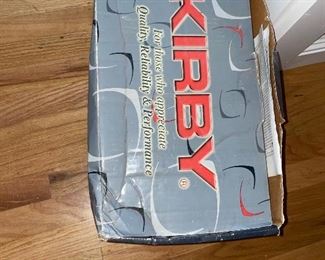 KIRBY®
For those who appreciate
Quality, Reliability & Performance